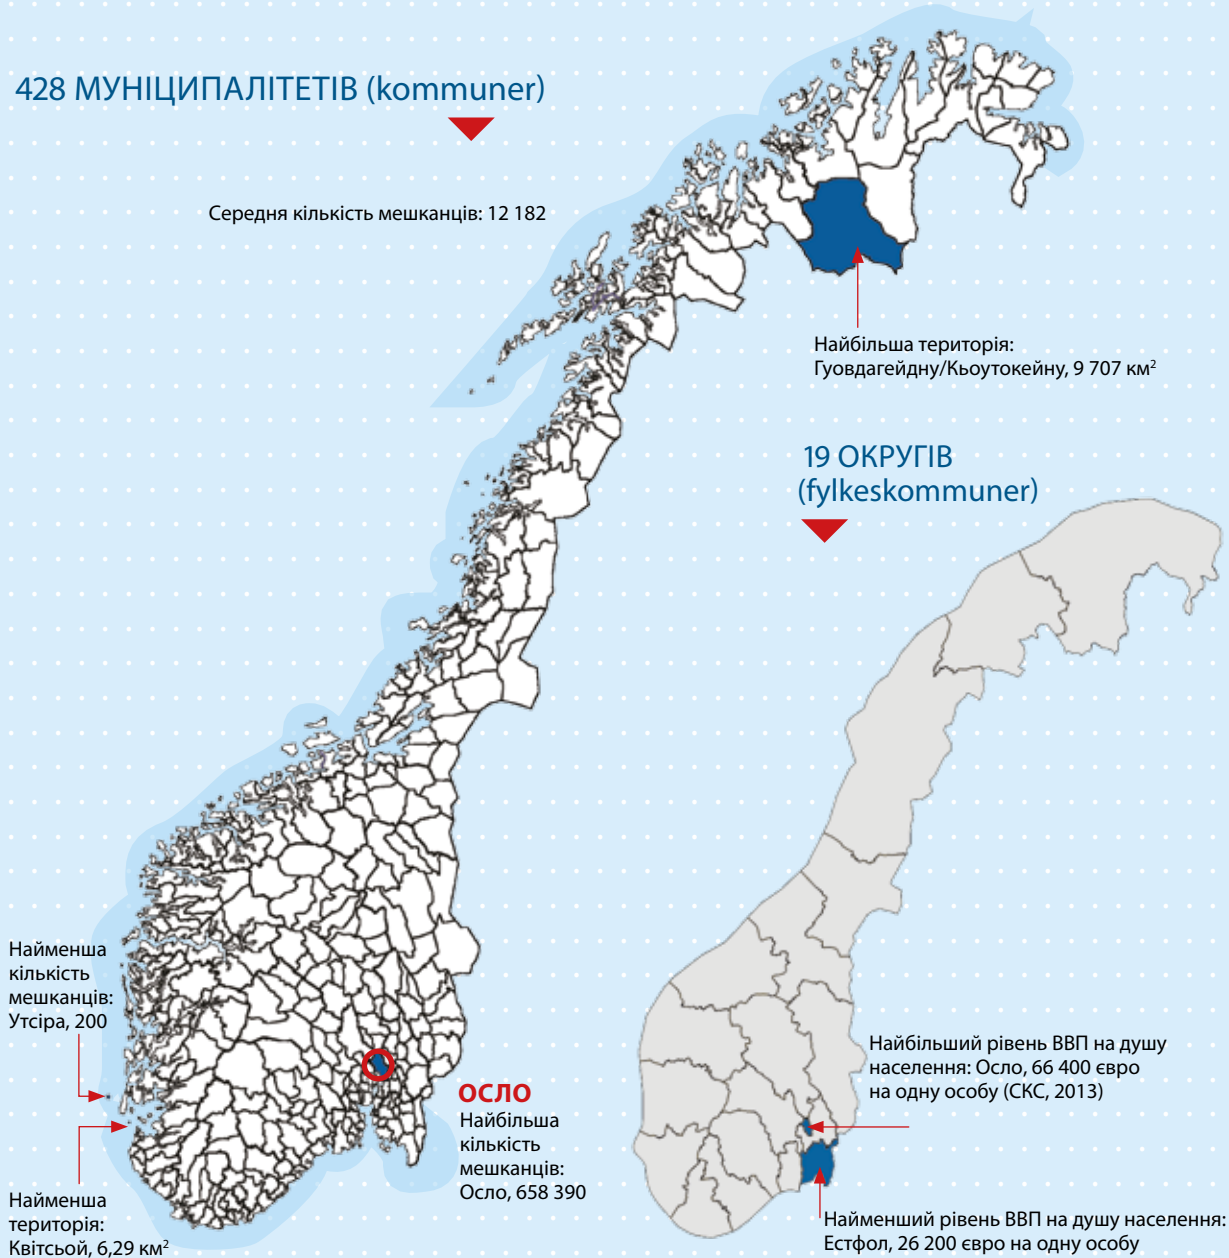 428 МУНІЦИПАЛІТЕТІВ (kommuner)
Середня кількість мешканців: 12 182
Найбільша територія:
Гуовдагейдну/Кьоутокейну, 9 707 км²
19 ОКРУГІВ
(fylkeskommuner)
Найменша
кількість
мешканців:
Утсіра, 200
Найменша
територія:
Квітсьой, 6,29 км²
ОСЛО
Найбільша
кількість
мешканців:
Осло, 658 390
Найбільший рівень ВВП на душу
населення: Осло, 66 400 євро
на одну особу (СКС, 2013)
Найменший рівень ВВП на душу населення:
Естфол, 26 200 євро на одну особу